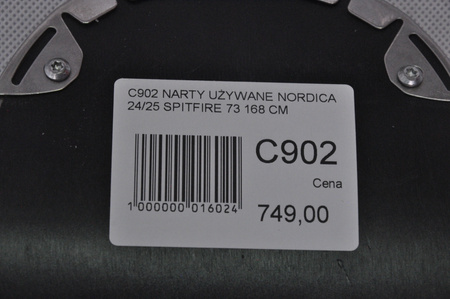 C902 NARTY UŻYWANE NORDICA
24/25 SPITFIRE 73 168 CM
C902
Cena
1 000000 016024
749,00